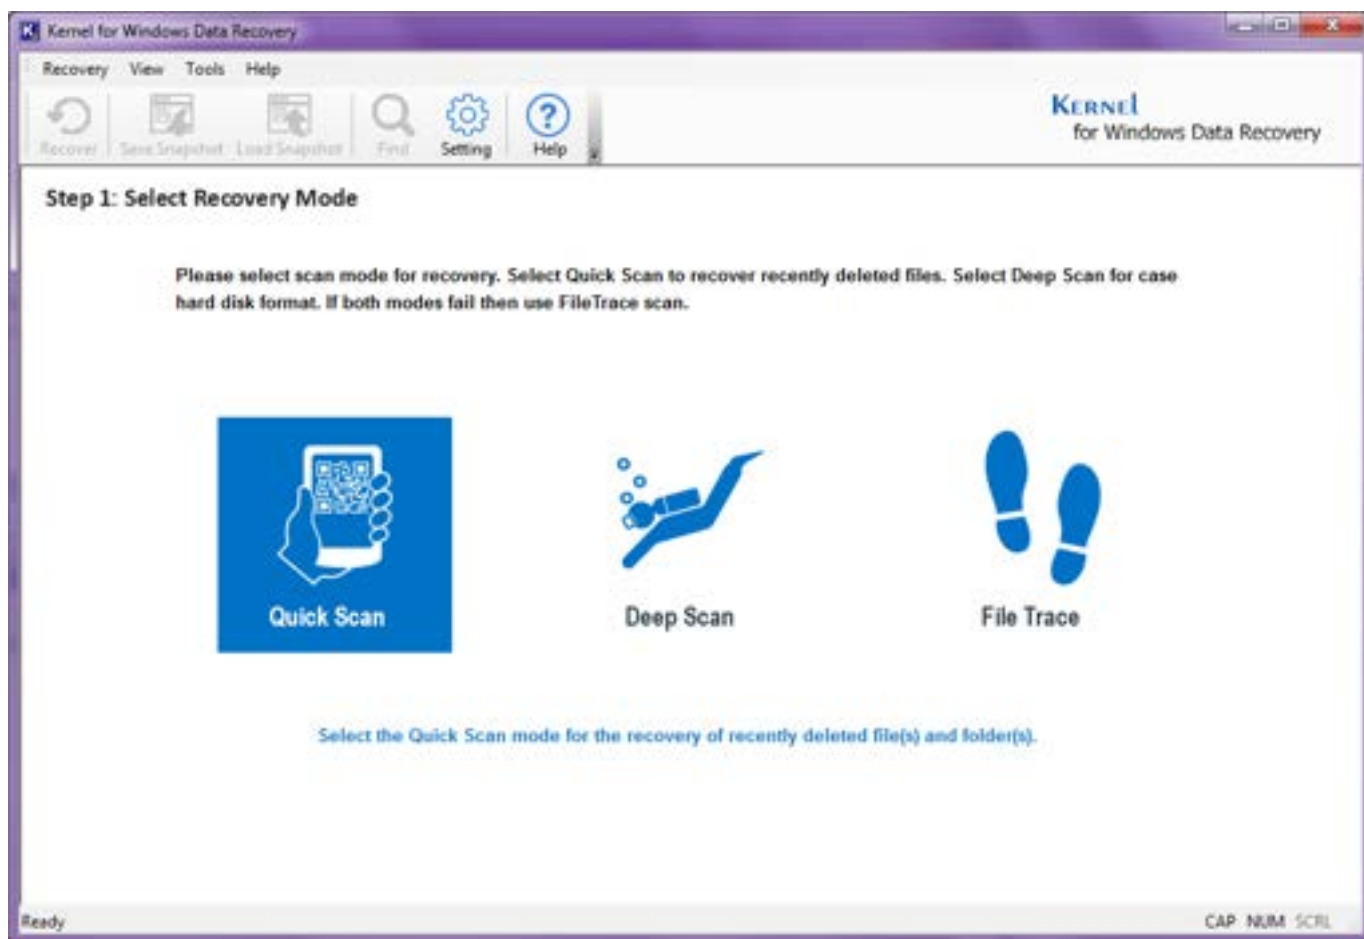 Kernel for Windows Data Recovery
Recovery View Tools Help
Recover Save Snapshot Load Snapshot Find Setting Help
KERNEL
for Windows Data Recovery
Step 1: Select Recovery Mode
Please select scan mode for recovery. Select Quick Scan to recover recently deleted files. Select Deep Scan for case
hard disk format. If both modes fail then use FileTrace scan.
Quick Scan Deep Scan File Trace
Select the Quick Scan mode for the recovery of recently deleted file(s) and folder(s).
Ready CAP NUM SCRL